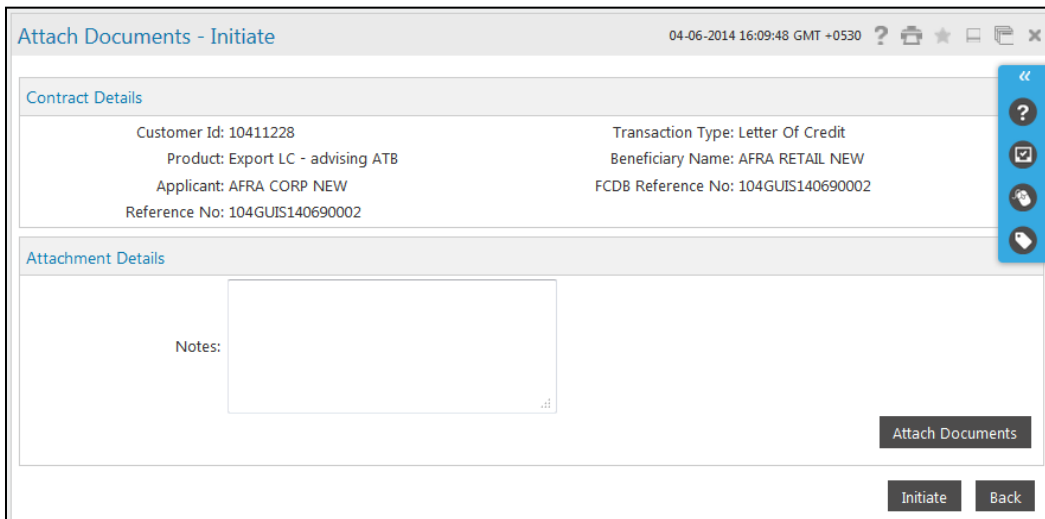 Attach Documents - Initiate
04-06-2014 16:09:48 GMT +0530
Contract Details
Customer Id: 10411228
Transaction Type: Letter Of Credit
Product: Export LC - advising ATB
Beneficiary Name: AFRA RETAIL NEW
Applicant: AFRA CORP NEW
FCDB Reference No: 104GUIS140690002
Reference No: 104GUIS140690002
Attachment Details
Notes:
Attach Documents
Initiate
Back